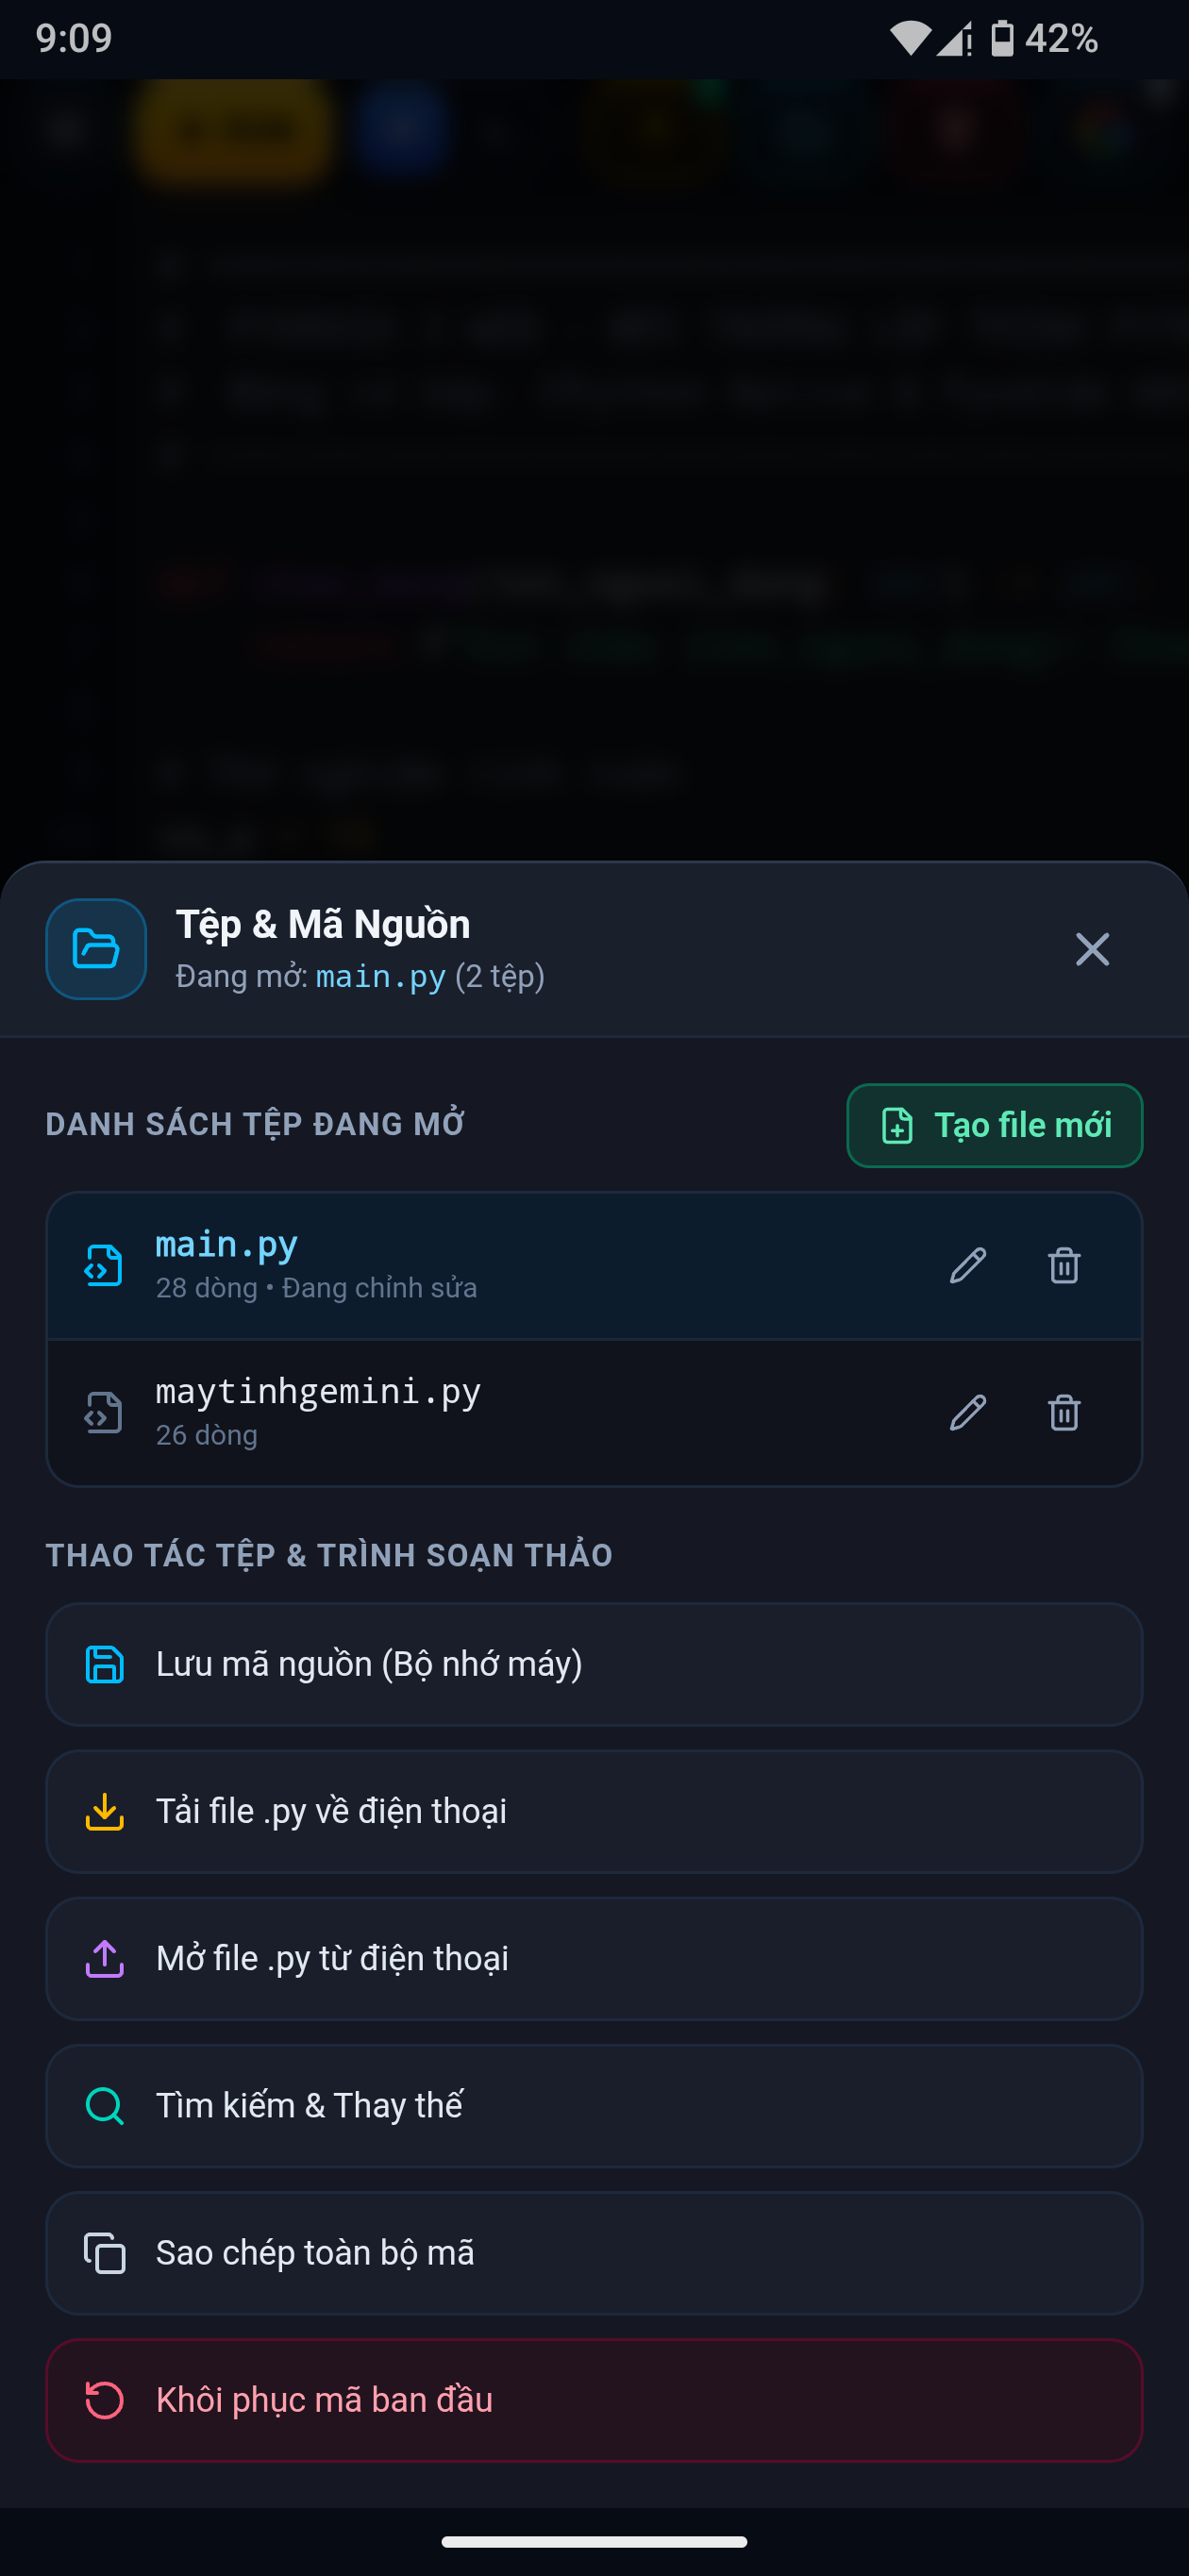 9:09
42%
Tệp & Mã Nguồn
Đang mở: main.py (2 tệp)
DANH SÁCH TỆP ĐANG MỞ
Tạo file mới
main.py
28 dòng • Đang chỉnh sửa
maytinhgemini.py
26 dòng
THAO TÁC TỆP & TRÌNH SOẠN THẢO
Lưu mã nguồn (Bộ nhớ máy)
Tải file .py về điện thoại
Mở file .py từ điện thoại
Tìm kiếm & Thay thế
Sao chép toàn bộ mã
Khôi phục mã ban đầu